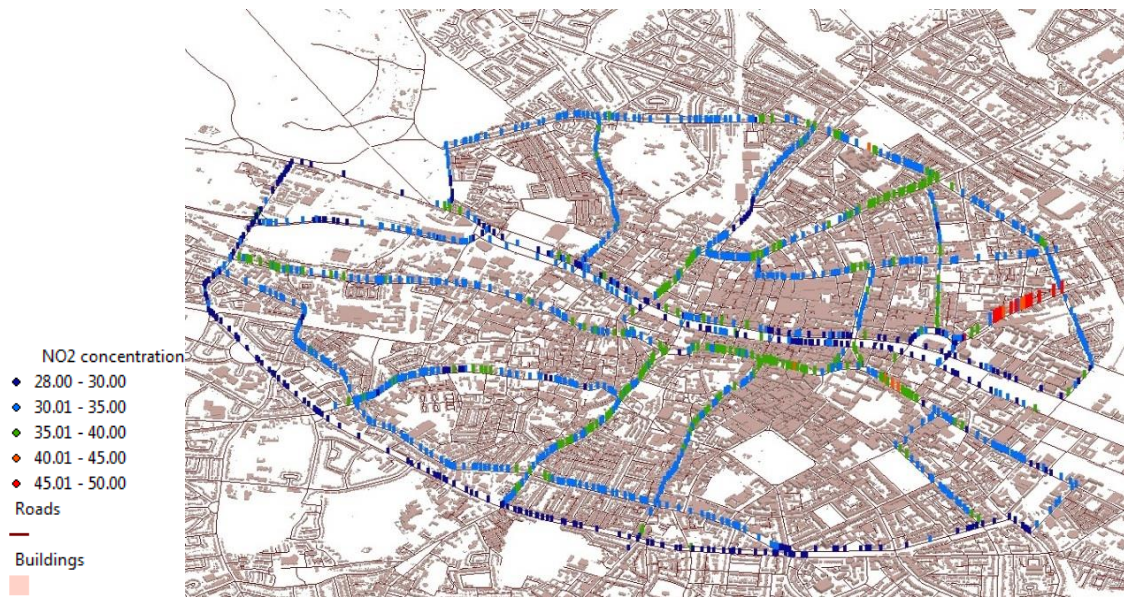 NO2 concentration
28.00 - 30.00
30.01 - 35.00
35.01 - 40.00
40.01 - 45.00
45.01 - 50.00
Roads
Buildings